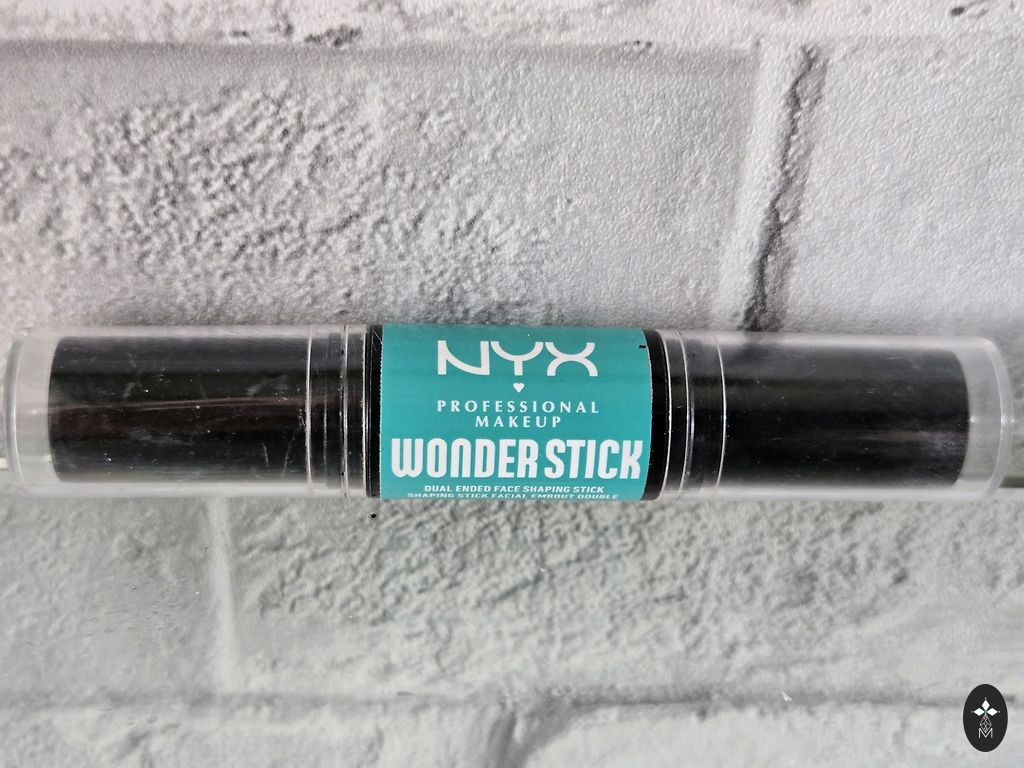 NYX
PROFESSIONAL
MAKEUP
WONDER STICK
DUAL ENDED FACE SHAPING STICK
SHAPING STICK FACIAL EMBOUT DOUBLE
M